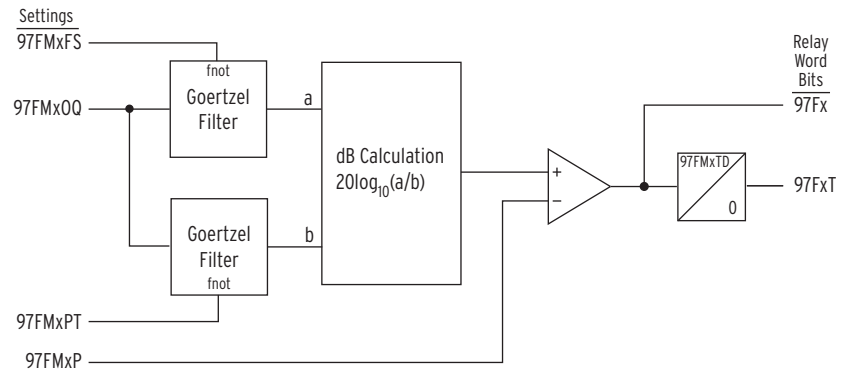 Settings
97FMxFS
97FMxOQ
fnot
Goertzel
Filter
a
Goertzel
Filter
fnot
b
dB Calculation
20log₁₀(a/b)
97FMxPT
97FMxP
+
−
Relay
Word
Bits
97Fx
97FMxTD
0
97FxT